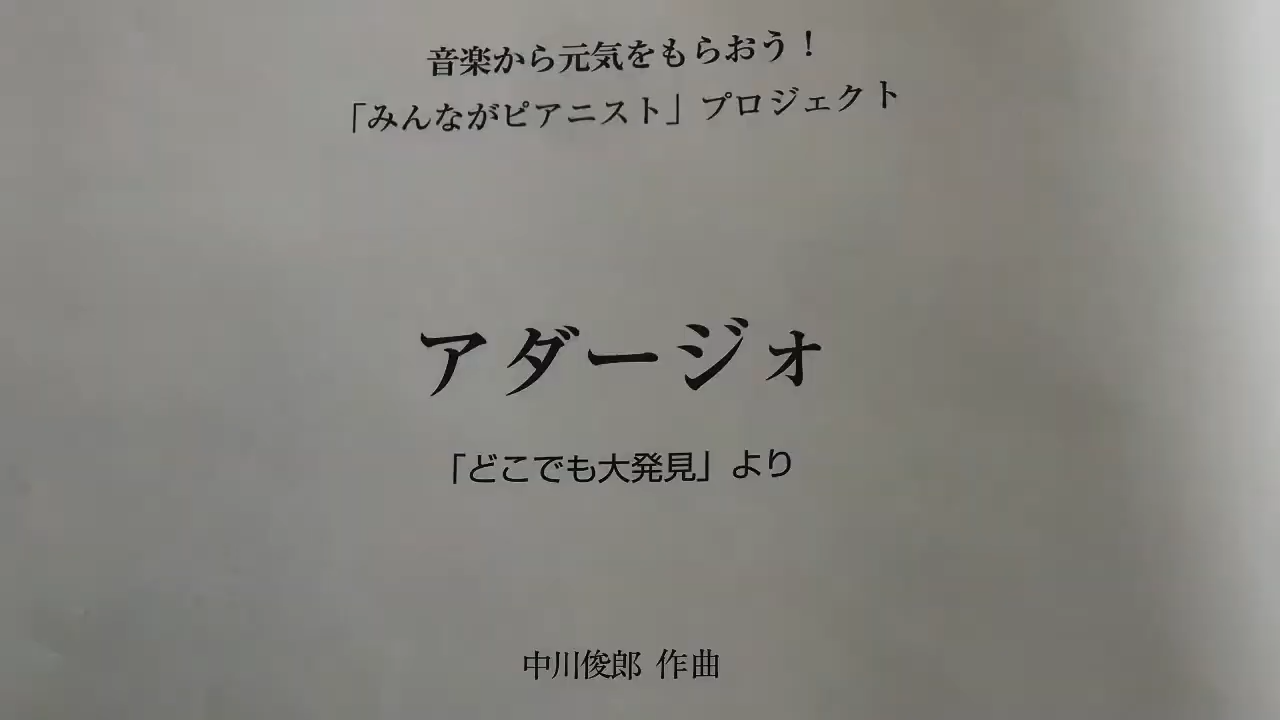 音楽から元気をもらおう！
「みんながピアニスト」プロジェクト
アダージォ
「どこでも大発見」より
中川俊郎 作曲